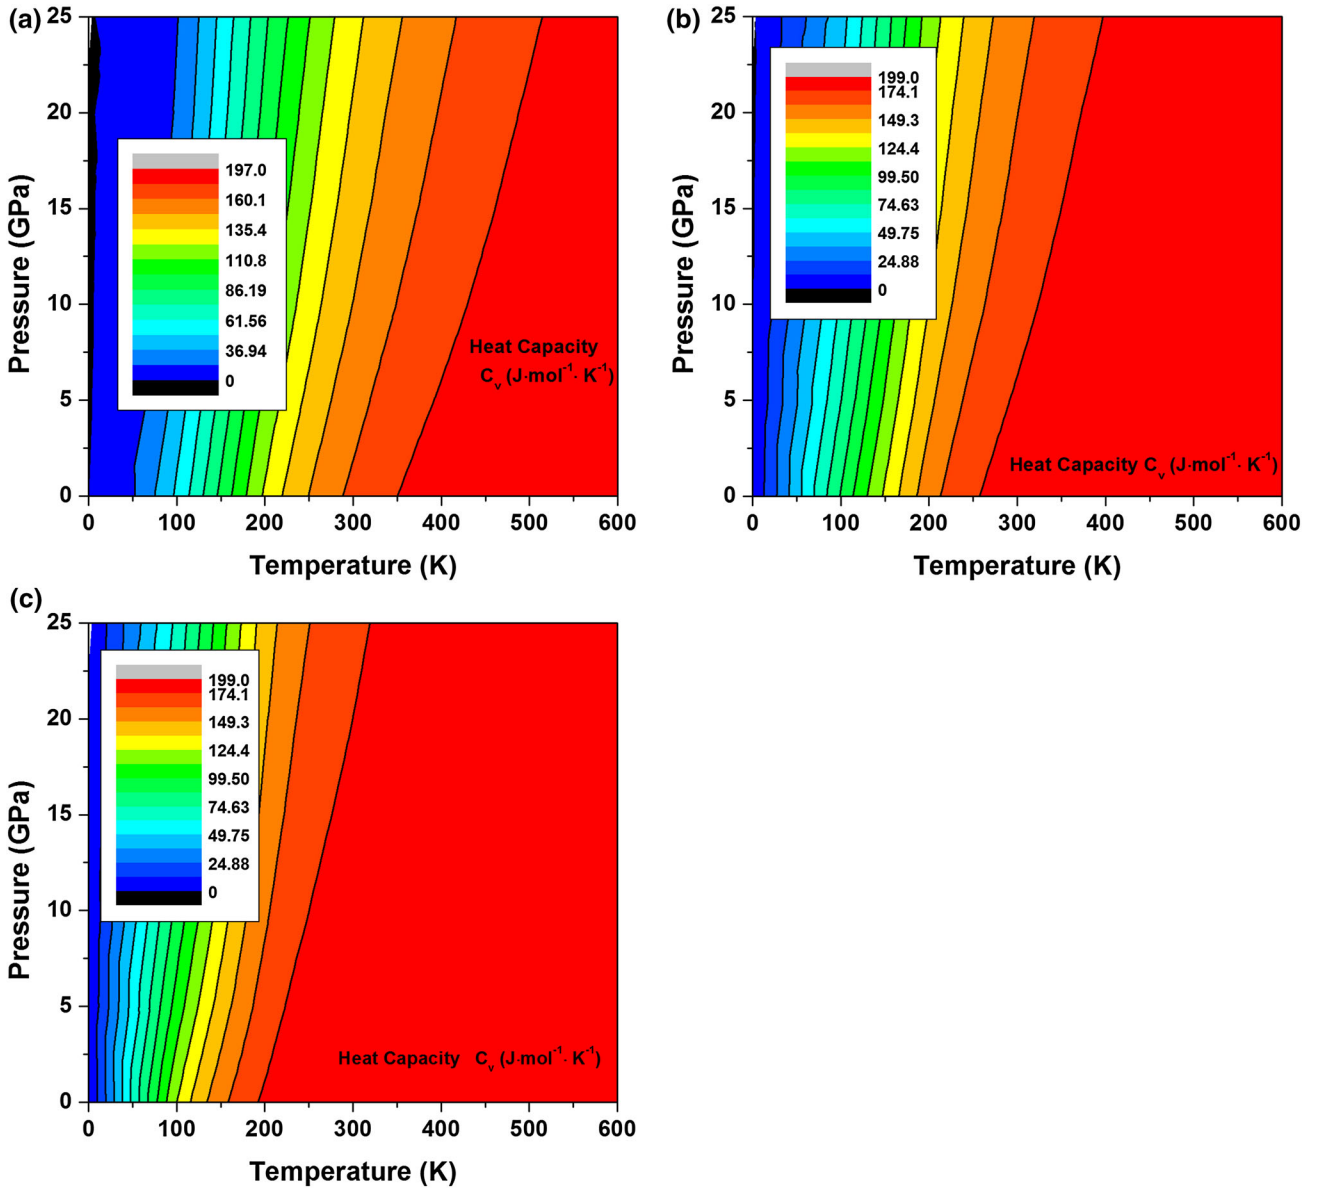 (a)
25
20
15
10
5
0
Pressure (GPa)
197.0
160.1
135.4
110.8
86.19
61.56
36.94
0
Heat Capacity
C_v (J·mol⁻¹· K⁻¹)
0 100 200 300 400 500 600
Temperature (K)
(b)
25
20
15
10
5
0
Pressure (GPa)
199.0
174.1
149.3
124.4
99.50
74.63
49.75
24.88
0
Heat Capacity C_v (J·mol⁻¹· K⁻¹)
0 100 200 300 400 500 600
Temperature (K)
(c)
25
20
15
10
5
0
Pressure (GPa)
199.0
174.1
149.3
124.4
99.50
74.63
49.75
24.88
0
Heat Capacity C_v (J·mol⁻¹· K⁻¹)
0 100 200 300 400 500 600
Temperature (K)